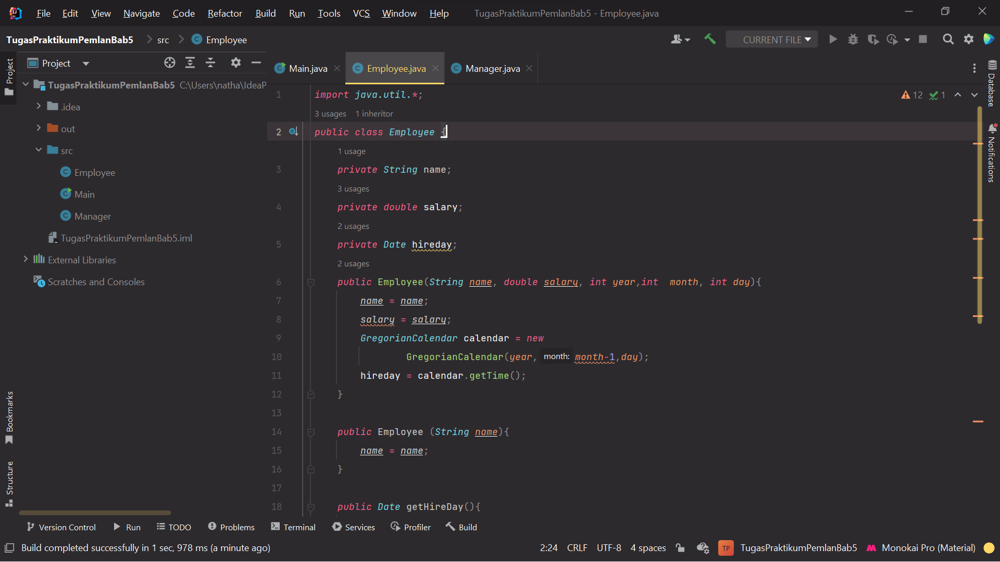 File Edit View Navigate Code Refactor Build Run Tools VCS Window Help TugasPraktikumPemlanBab5 - Employee.java
TugasPraktikumPemlanBab5 src Employee CURRENT FILE
Project
Project
Main.java Employee.java Manager.java
Database
Notifications
TugasPraktikumPemlanBab5 C:\Users\natha\IdeaP
.idea
out
src
Employee
Main
Manager
TugasPraktikumPemlanBab5.iml
External Libraries
Scratches and Consoles
Bookmarks
Structure
12 1
1 import java.util.*;
3 usages 1 inheritor
2 public class Employee {
1 usage
3 private String name;
3 usages
4 private double salary;
2 usages
5 private Date hireday;
2 usages
6 public Employee(String name, double salary, int year,int  month, int day){
7 name = name;
8 salary = salary;
9 GregorianCalendar calendar = new
10 GregorianCalendar(year, month: month-1,day);
11 hireday = calendar.getTime();
12 }
13
14 public Employee (String name){
15 name = name;
16 }
17
18 public Date getHireDay(){
Version Control Run TODO Problems Terminal Services Profiler Build
Build completed successfully in 1 sec, 978 ms (a minute ago) 2:24 CRLF UTF-8 4 spaces TP TugasPraktikumPemlanBab5 Monokai Pro (Material)